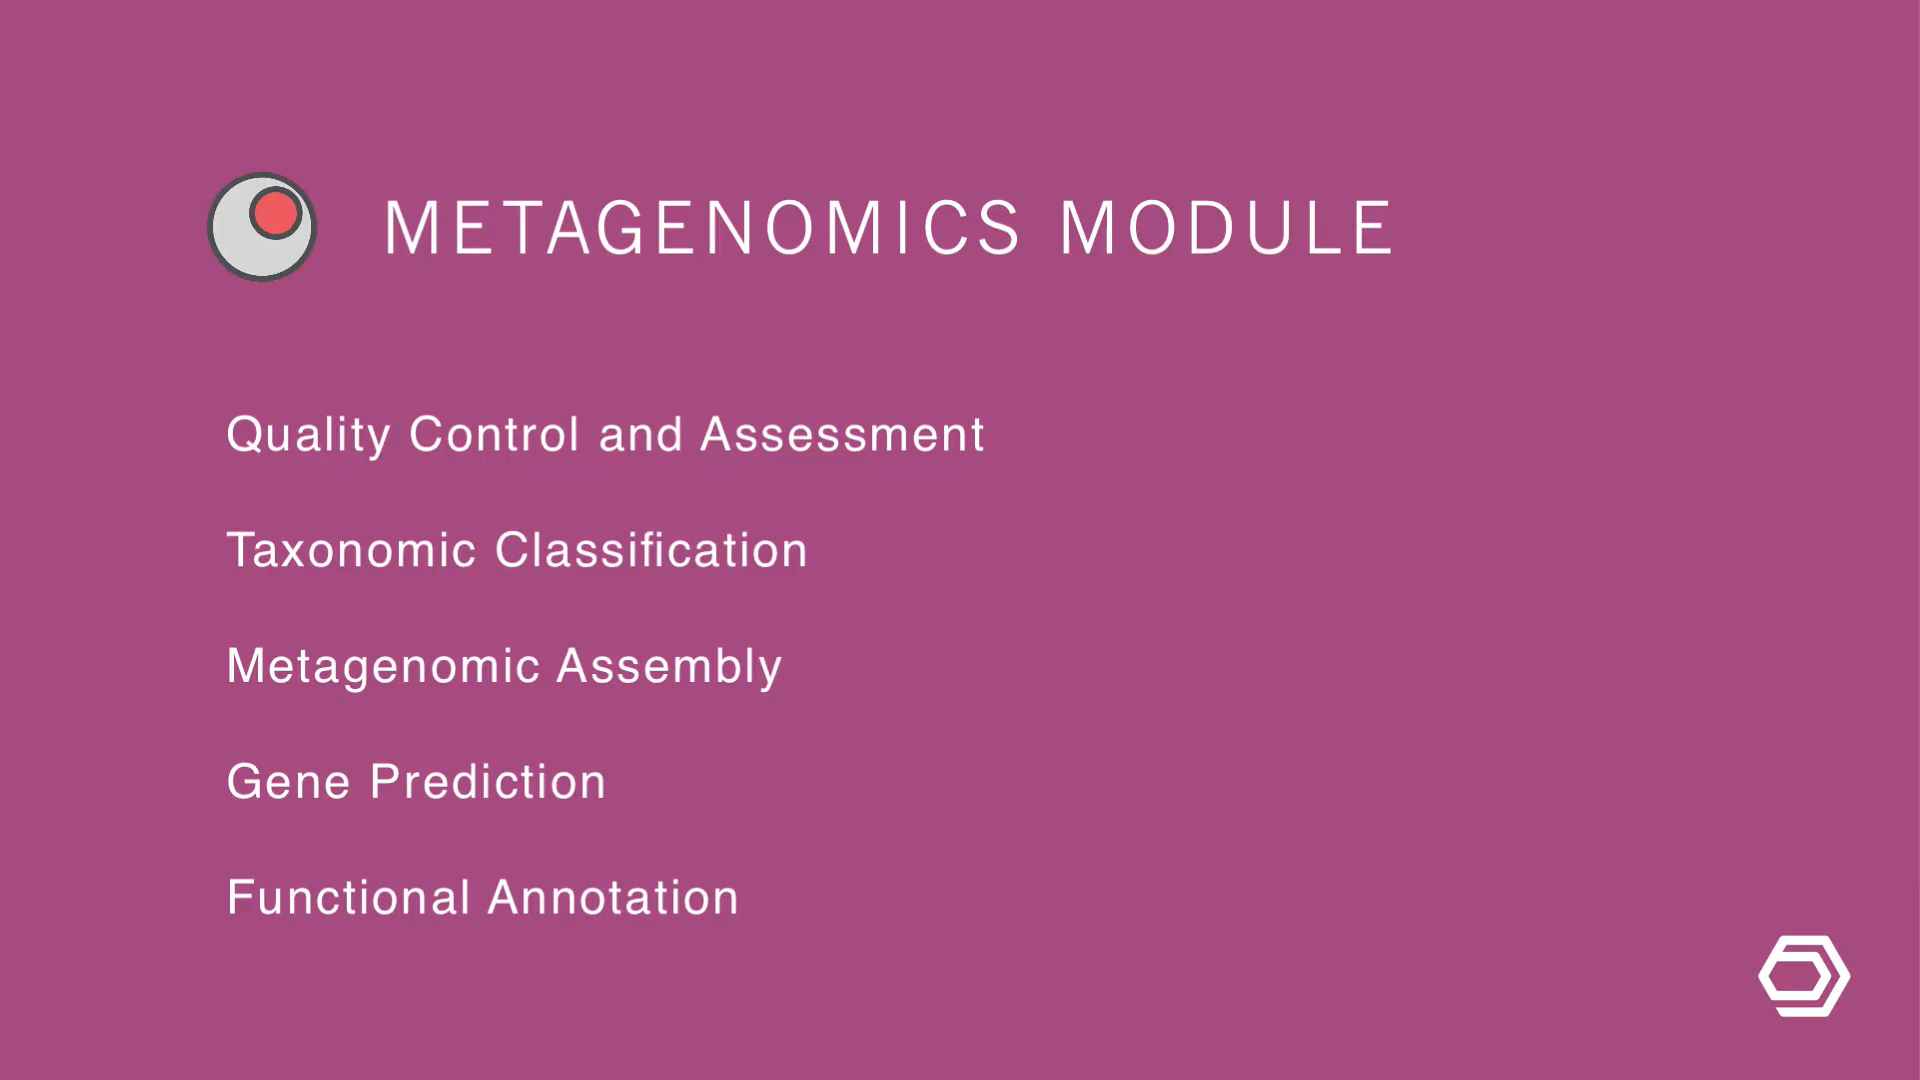 METAGENOMICS MODULE
Quality Control and Assessment
Taxonomic Classification
Metagenomic Assembly
Gene Prediction
Functional Annotation